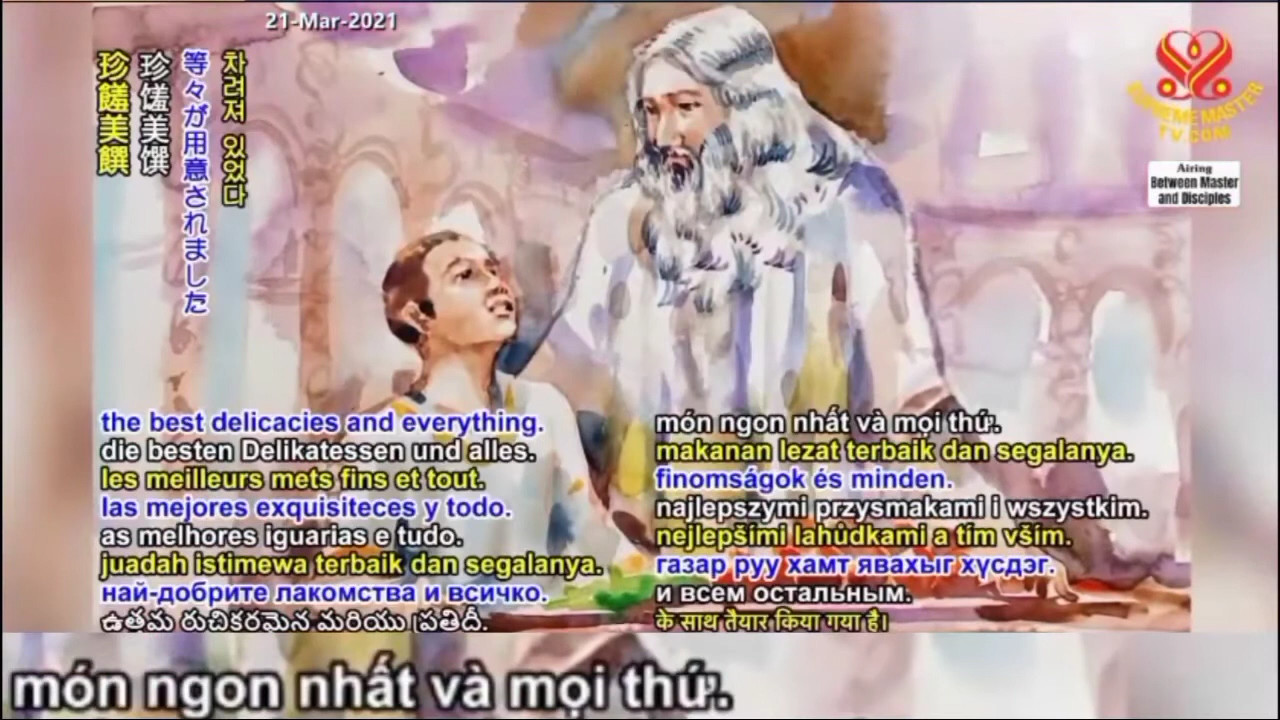 21-Mar-2021
차려져 있었다
等々が用意されました
珍馐美馔
珍饈美饌
SUPREME MASTER
TV.COM
Airing
Between Master
and Disciples
the best delicacies and everything.
die besten Delikatessen und alles.
les meilleurs mets fins et tout.
las mejores exquisiteces y todo.
as melhores iguarias e tudo.
juadah istimewa terbaik dan segalanya.
най-добрите лакомства и всичко.
ఉత్తమ రుచికరమైన మరియు ప్రతిదీ.
món ngon nhất và mọi thứ.
makanan lezat terbaik dan segalanya.
finomságok és minden.
najlepszymi przysmakami i wszystkim.
nejlepšími lahůdkami a tím vším.
газар руу хамт явахыг хүсдэг.
и всем остальным.
के साथ तैयार किया गया है।
món ngon nhất và mọi thứ.